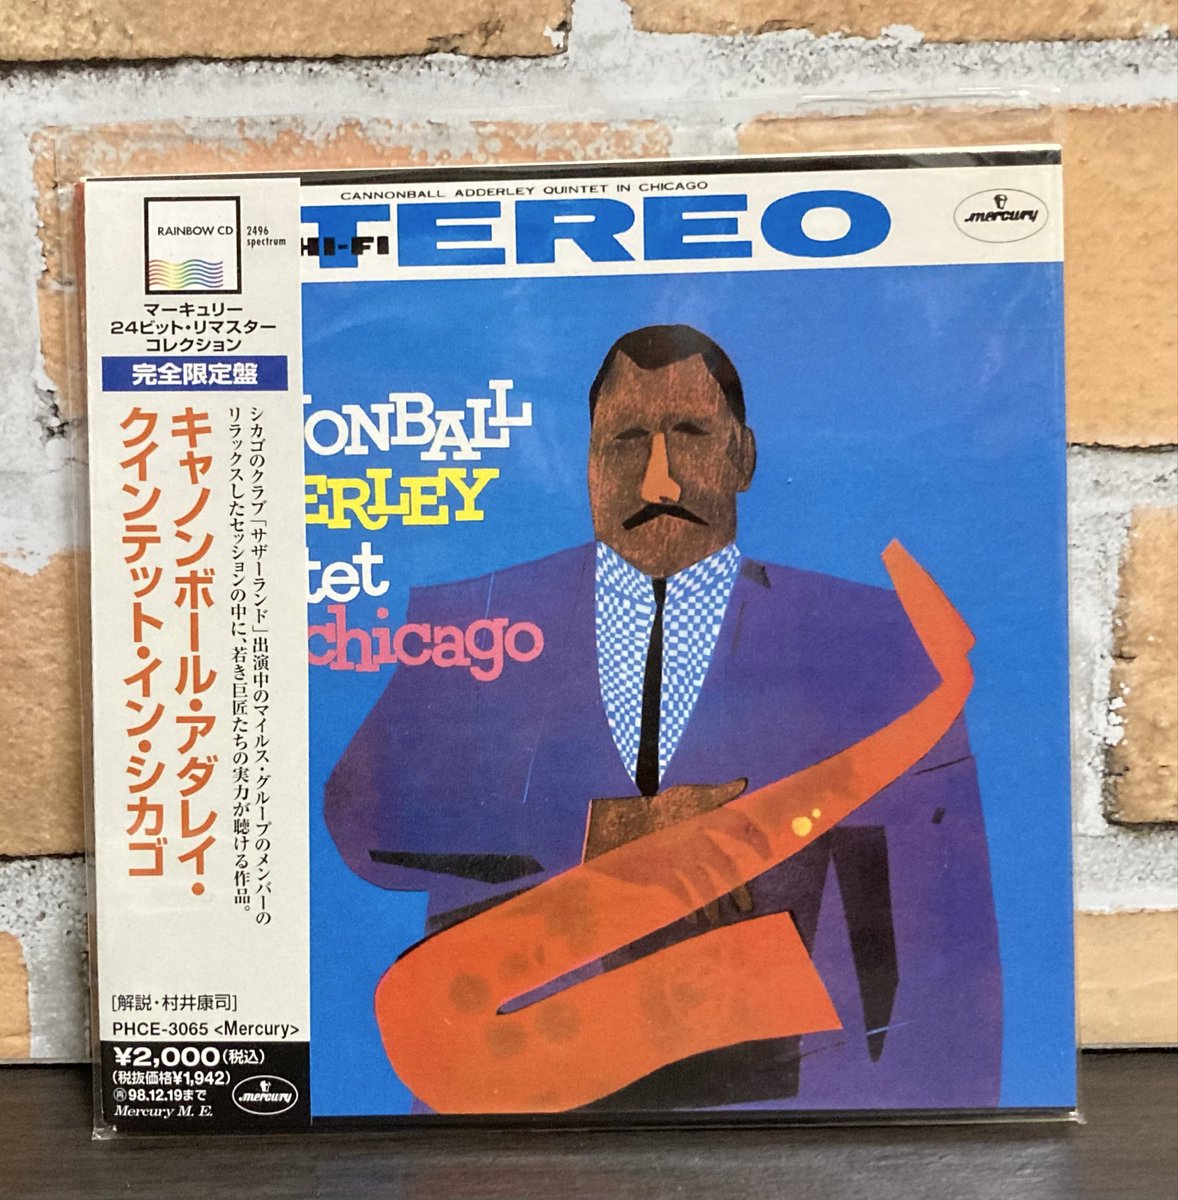 RAINBOW CD
2496
spectrum
マーキュリー
24ビット・リマスター
コレクション
完全限定盤
キャノンボール・アダレイ・
クインテット・イン・シカゴ
シカゴのクラブ「サザーランド」出演中のマイルス・グループのメンバーの
リラックスしたセッションの中に、若き巨匠たちの実力が聴ける作品。
[解説・村井康司]
PHCE-3065 <Mercury>
¥2,000(税込)
(税抜価格¥1,942)
再98.12.19まで
Mercury M. E.
mercury
CANNONBALL ADDERLEY QUINTET IN CHICAGO
TEREO
HI-FI
mercury
ONBALL
ERLEY
tet
chicago